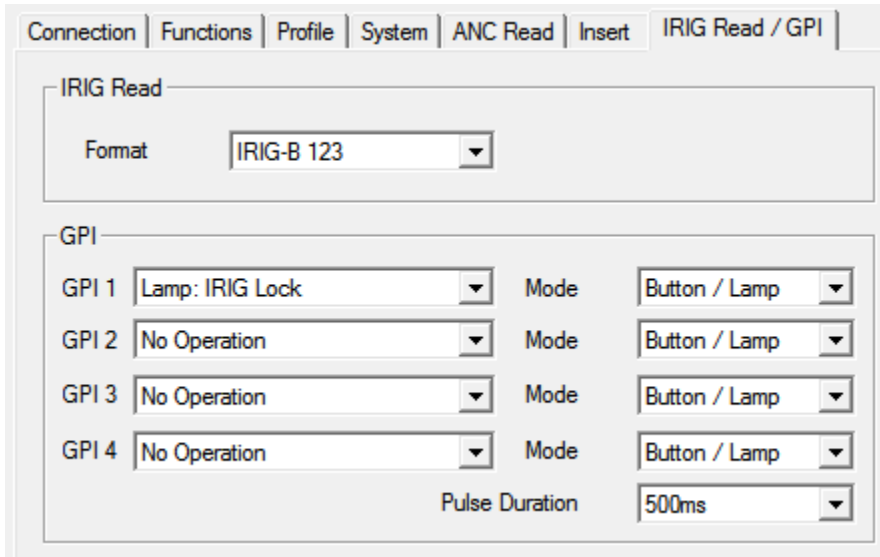 Connection Functions Profile System ANC Read Insert IRIG Read / GPI
IRIG Read
Format IRIG-B 123
GPI
GPI 1 Lamp: IRIG Lock Mode Button / Lamp
GPI 2 No Operation Mode Button / Lamp
GPI 3 No Operation Mode Button / Lamp
GPI 4 No Operation Mode Button / Lamp
Pulse Duration 500ms